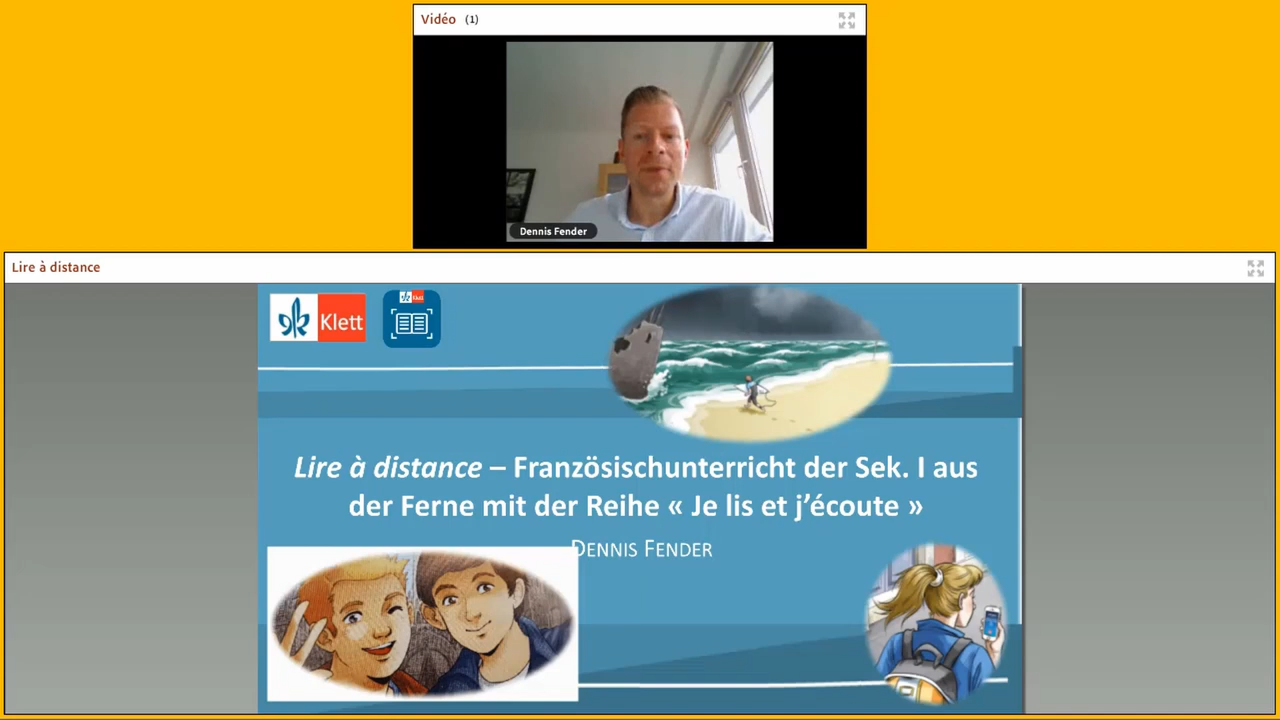 Vidéo (1)
Dennis Fender
Lire à distance
Klett
Klett
Lire à distance – Französischunterricht der Sek. I aus
der Ferne mit der Reihe « Je lis et j’écoute »
DENNIS FENDER